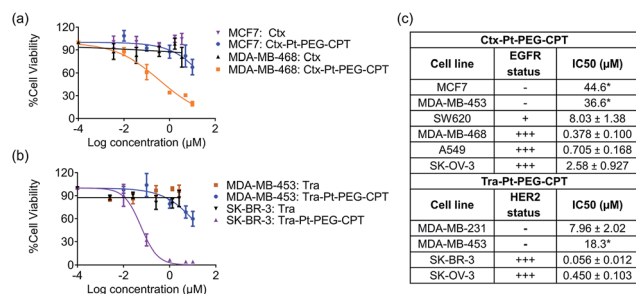 (a)
120
90
60
30
0
%Cell Viability
-4
-2
0
2
Log concentration (μM)
MCF7: Ctx
MCF7: Ctx-Pt-PEG-CPT
MDA-MB-468: Ctx
MDA-MB-468: Ctx-Pt-PEG-CPT
(b)
120
90
60
30
0
%Cell Viability
-4
-2
0
2
Log concentration (μM)
MDA-MB-453: Tra
MDA-MB-453: Tra-Pt-PEG-CPT
SK-BR-3: Tra
SK-BR-3: Tra-Pt-PEG-CPT
(c)
Ctx-Pt-PEG-CPT
Cell line EGFR status IC50 (μM)
MCF7 - 44.6*
MDA-MB-453 - 36.6*
SW620 + 8.03 ± 1.38
MDA-MB-468 +++ 0.378 ± 0.100
A549 +++ 0.705 ± 0.168
SK-OV-3 +++ 2.58 ± 0.927
Tra-Pt-PEG-CPT
Cell line HER2 status IC50 (μM)
MDA-MB-231 - 7.96 ± 2.02
MDA-MB-453 - 18.3*
SK-BR-3 +++ 0.056 ± 0.012
SK-OV-3 +++ 0.450 ± 0.103